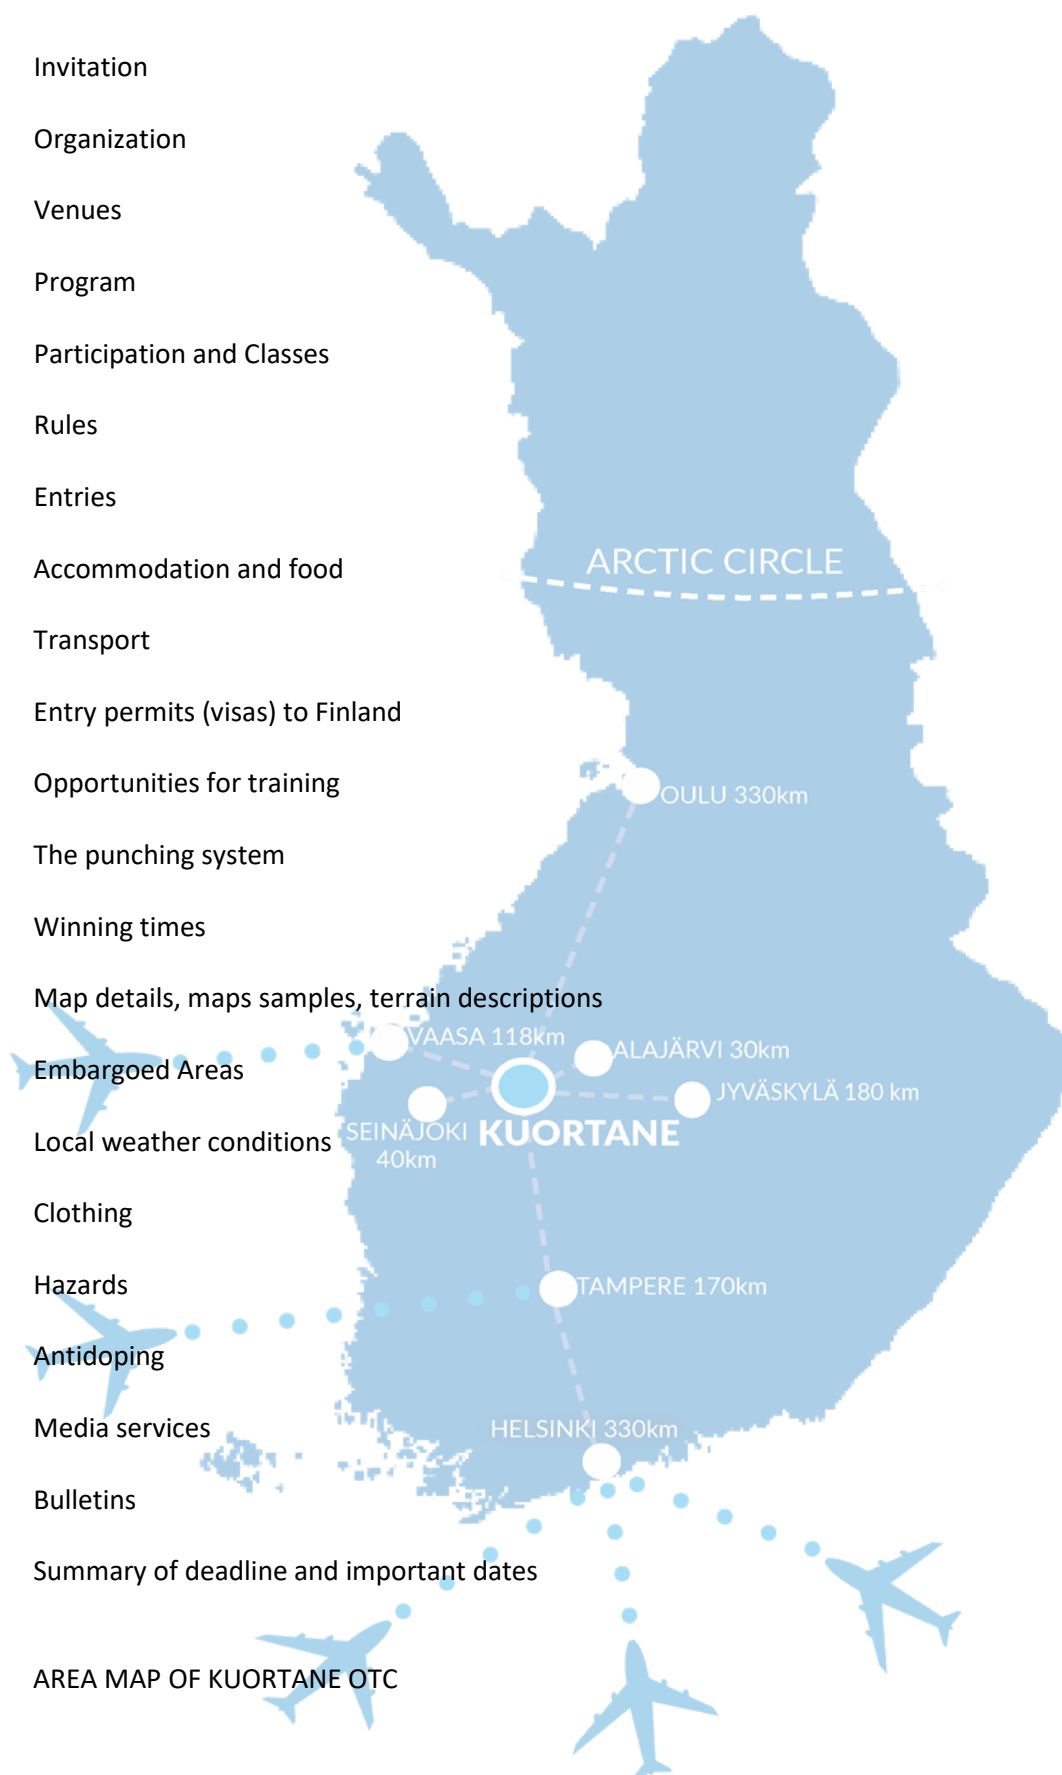 Invitation
Organization
Venues
Program
Participation and Classes
Rules
Entries
Accommodation and food
Transport
Entry permits (visas) to Finland
Opportunities for training
The punching system
Winning times
Map details, maps samples, terrain descriptions
Embargoed Areas
Local weather conditions
Clothing
Hazards
Antidoping
Media services
Bulletins
Summary of deadline and important dates
AREA MAP OF KUORTANE OTC
ARCTIC CIRCLE
OULU 330km
VAASA 118km
ALAJÄRVI 30km
JYVÄSKYLÄ 180 km
SEINÄJOKI
40km
KUORTANE
TAMPERE 170km
HELSINKI 330km